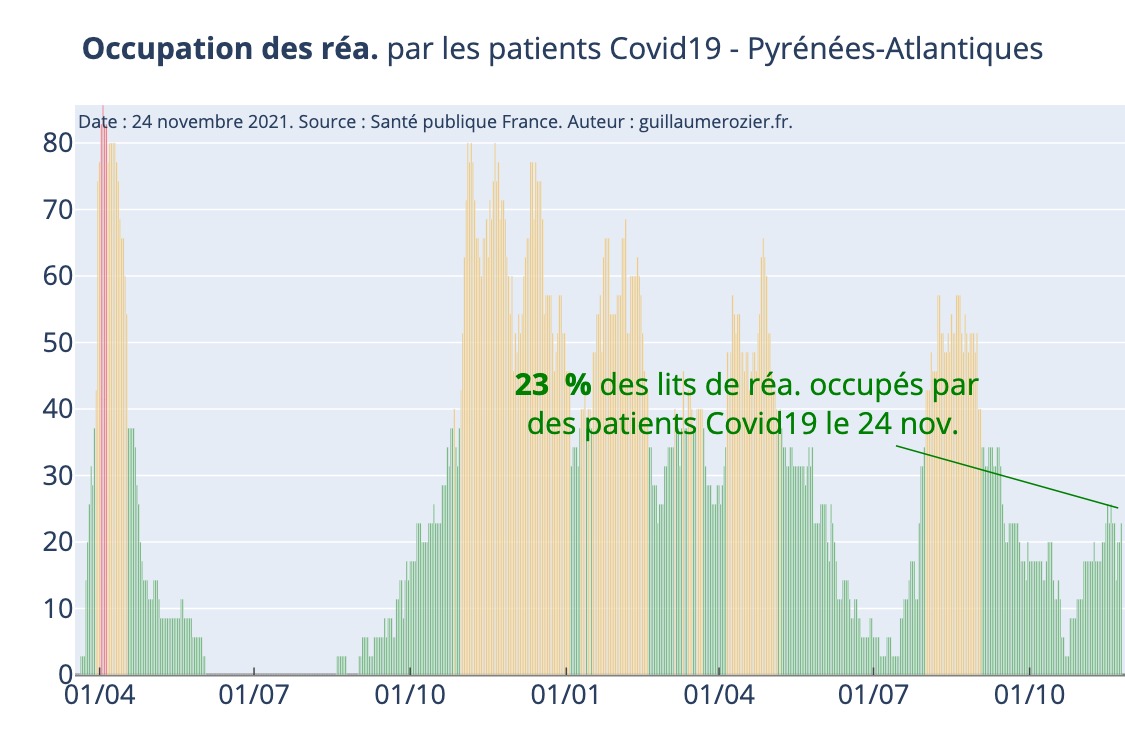 Occupation des réa. par les patients Covid19 - Pyrénées-Atlantiques
Date : 24 novembre 2021. Source : Santé publique France. Auteur : guillaumerozier.fr.
80
70
60
50
40
30
20
10
0
23 % des lits de réa. occupés par
des patients Covid19 le 24 nov.
01/04 01/07 01/10 01/01 01/04 01/07 01/10